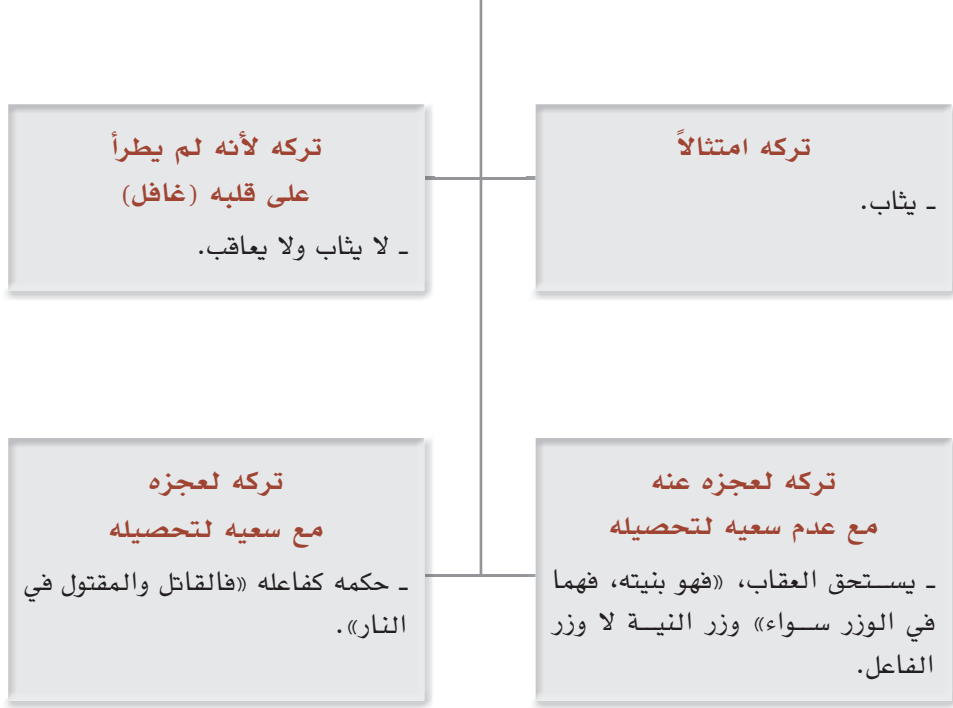 تركه امتثالاً
ـ يثاب.
تركه لأنه لم يطرأ
على قلبه (غافل)
ـ لا يثاب ولا يعاقب.
تركه لعجزه عنه
مع عدم سعيه لتحصيله
ـ يستحق العقاب، «فهو بنيته، فهما
في الوزر سواء» وزر النية لا وزر
الفاعل.
تركه لعجزه
مع سعيه لتحصيله
ـ حكمه كفاعله «فالقاتل والمقتول في
النار».